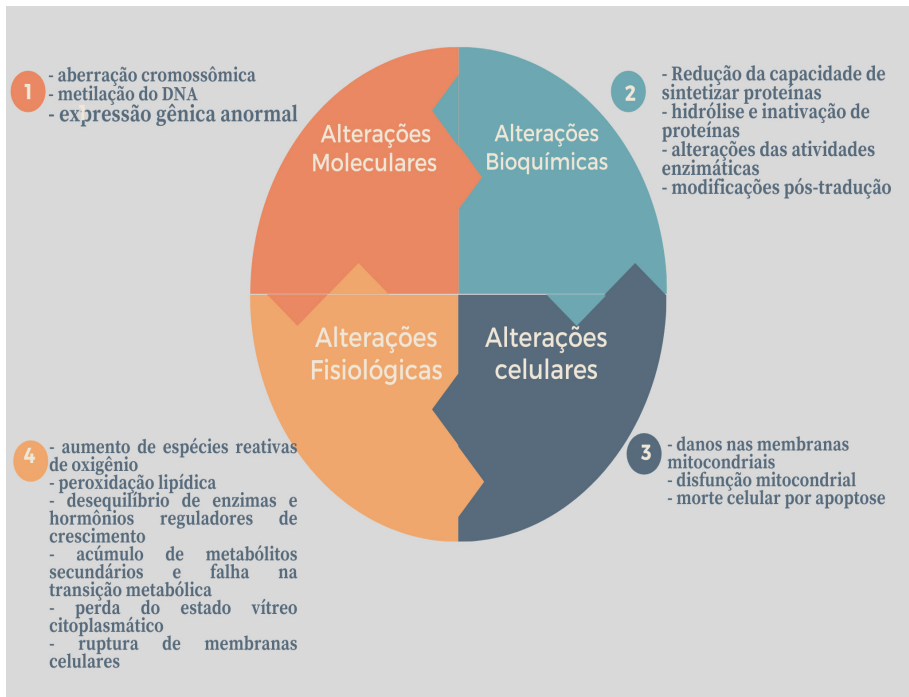 1
- aberração cromossômica
- metilação do DNA
- expressão gênica anormal
Alterações
Moleculares
Alterações
Bioquímicas
2
- Redução da capacidade de
sintetizar proteínas
- hidrólise e inativação de
proteínas
- alterações das atividades
enzimáticas
- modificações pós-tradução
Alterações
Fisiológicas
Alterações
celulares
4
- aumento de espécies reativas
de oxigênio
- peroxidação lipídica
- desequilíbrio de enzimas e
hormônios reguladores de
crescimento
- acúmulo de metabólitos
secundários e falha na
transição metabólica
- perda do estado vítreo
citoplasmático
- ruptura de membranas
celulares
3
- danos nas membranas
mitocondriais
- disfunção mitocondrial
- morte celular por apoptose